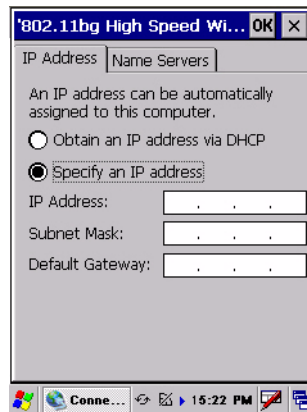 '802.11bg High Speed Wi... OK ×
IP Address Name Servers
An IP address can be automatically
assigned to this computer.
Obtain an IP address via DHCP
Specify an IP address
IP Address: . . .
Subnet Mask: . . .
Default Gateway: . . .
Conne... 15:22 PM